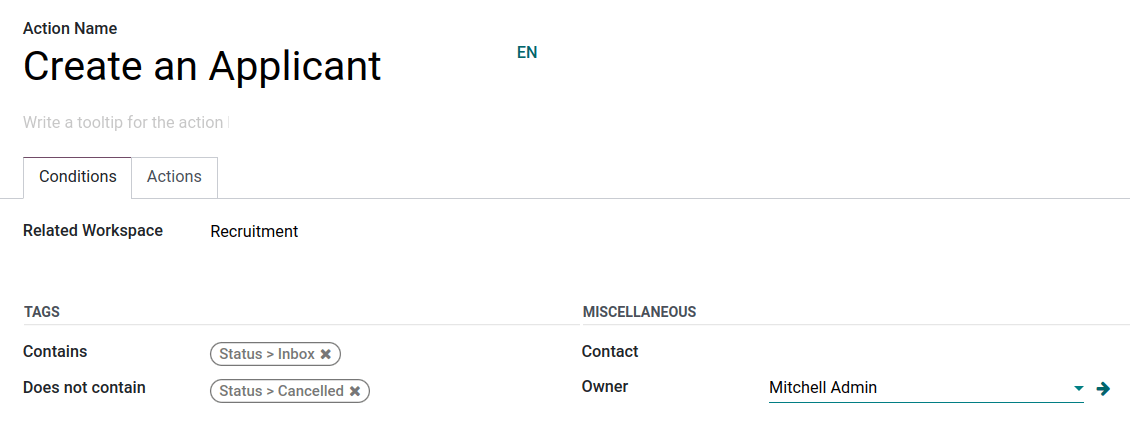 Action Name
Create an Applicant
EN
Write a tooltip for the action
Conditions
Actions
Related Workspace
Recruitment
TAGS
Contains
Status > Inbox ✖
Does not contain
Status > Cancelled ✖
MISCELLANEOUS
Contact
Owner
Mitchell Admin